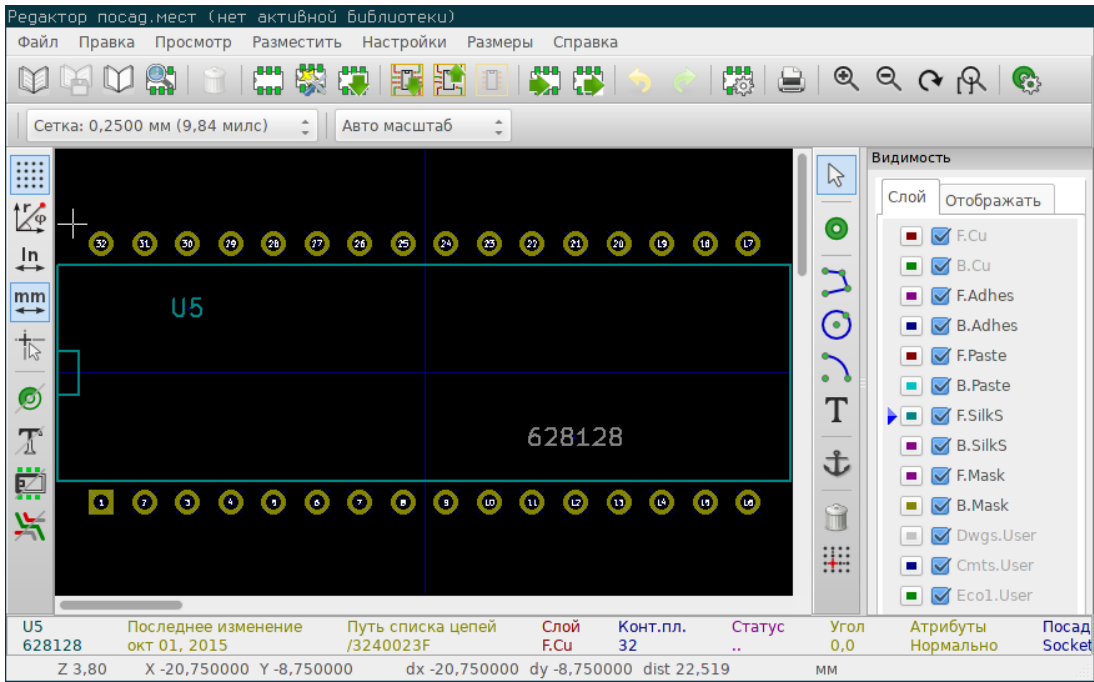 Редактор посад.мест (нет активной библиотеки)
Файл Правка Просмотр Разместить Настройки Размеры Справка
Сетка: 0,2500 мм (9,84 милс) Авто масштаб
In
mm
32 31 30 29 28 27 26 25 24 23 22 21 20 19 18 17
U5
628128
1 2 3 4 5 6 7 8 9 10 11 12 13 14 15 16
T
Видимость
Слой Отображать
F.Cu
B.Cu
F.Adhes
B.Adhes
F.Paste
B.Paste
F.SilkS
B.SilkS
F.Mask
B.Mask
Dwgs.User
Cmts.User
Eco1.User
U5 Последнее изменение Путь списка цепей Слой Конт.пл. Статус Угол Атрибуты Посад
628128 окт 01, 2015 /3240023F F.Cu 32 .. 0,0 Нормально Socket
Z 3,80 X -20,750000 Y -8,750000 dx -20,750000 dy -8,750000 dist 22,519 мм